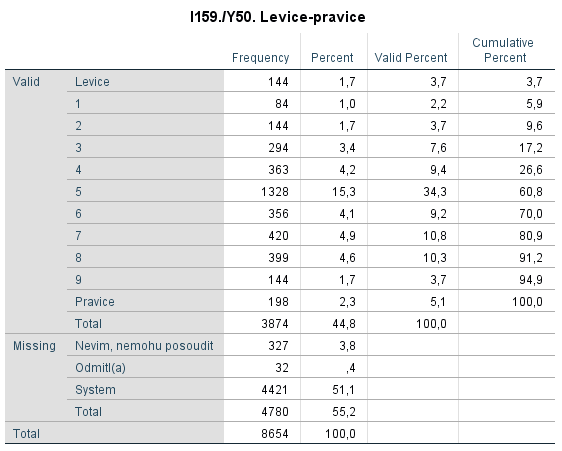 I159./Y50. Levice-pravice
Frequency Percent Valid Percent Cumulative Percent
Valid Levice 144 1,7 3,7 3,7
1 84 1,0 2,2 5,9
2 144 1,7 3,7 9,6
3 294 3,4 7,6 17,2
4 363 4,2 9,4 26,6
5 1328 15,3 34,3 60,8
6 356 4,1 9,2 70,0
7 420 4,9 10,8 80,9
8 399 4,6 10,3 91,2
9 144 1,7 3,7 94,9
Pravice 198 2,3 5,1 100,0
Total 3874 44,8 100,0
Missing Nevim, nemohu posoudit 327 3,8
Odmitl(a) 32 ,4
System 4421 51,1
Total 4780 55,2
Total 8654 100,0